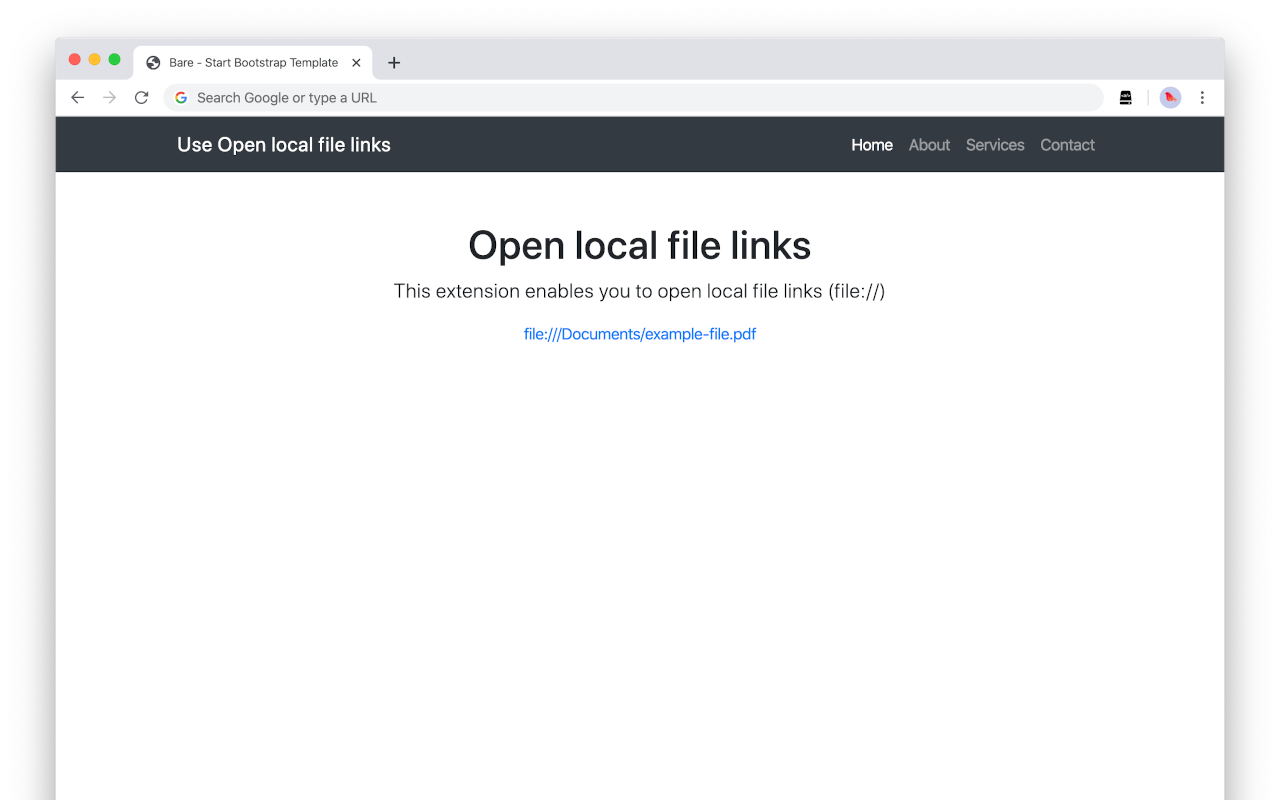 Bare - Start Bootstrap Template
Search Google or type a URL
Use Open local file links
Home About Services Contact
Open local file links
This extension enables you to open local file links (file://)
file:///Documents/example-file.pdf